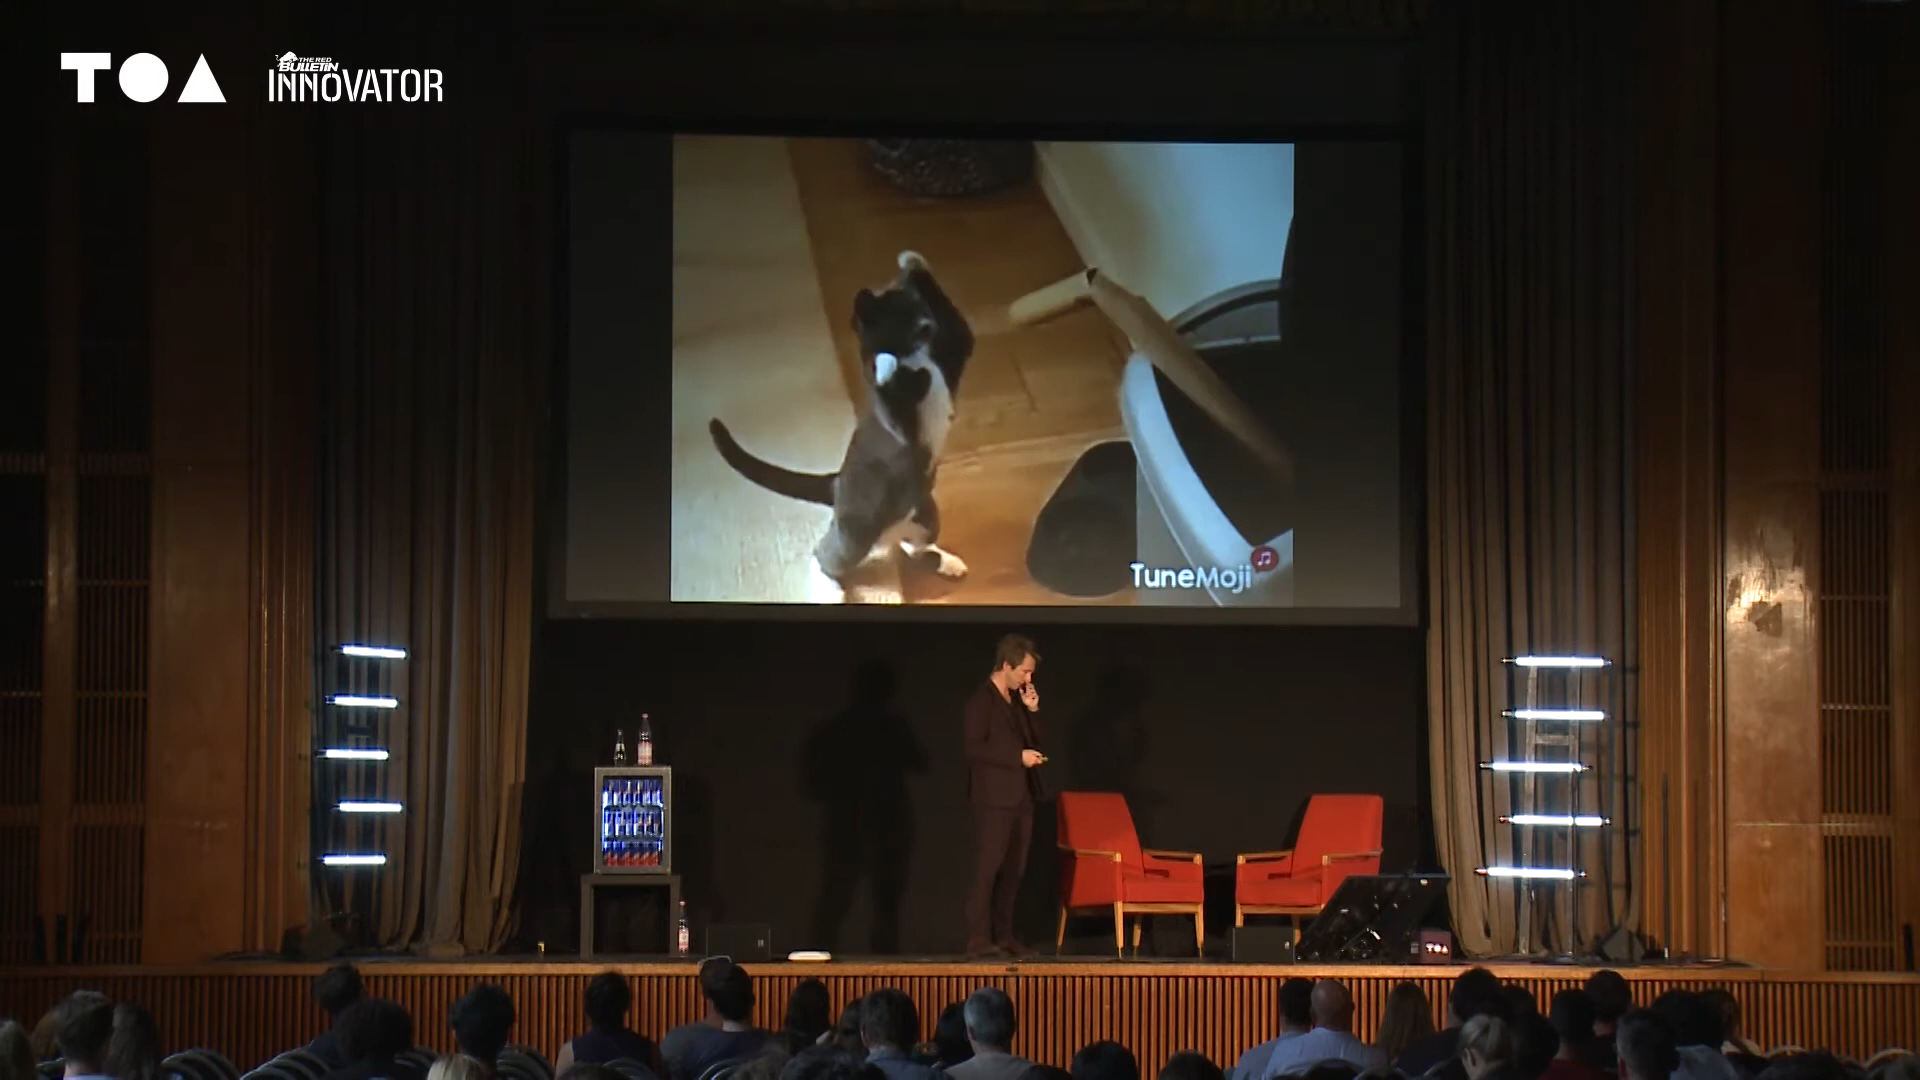 TOA
THE RED
BULLETIN
INNOVATOR
TuneMoji
TOA